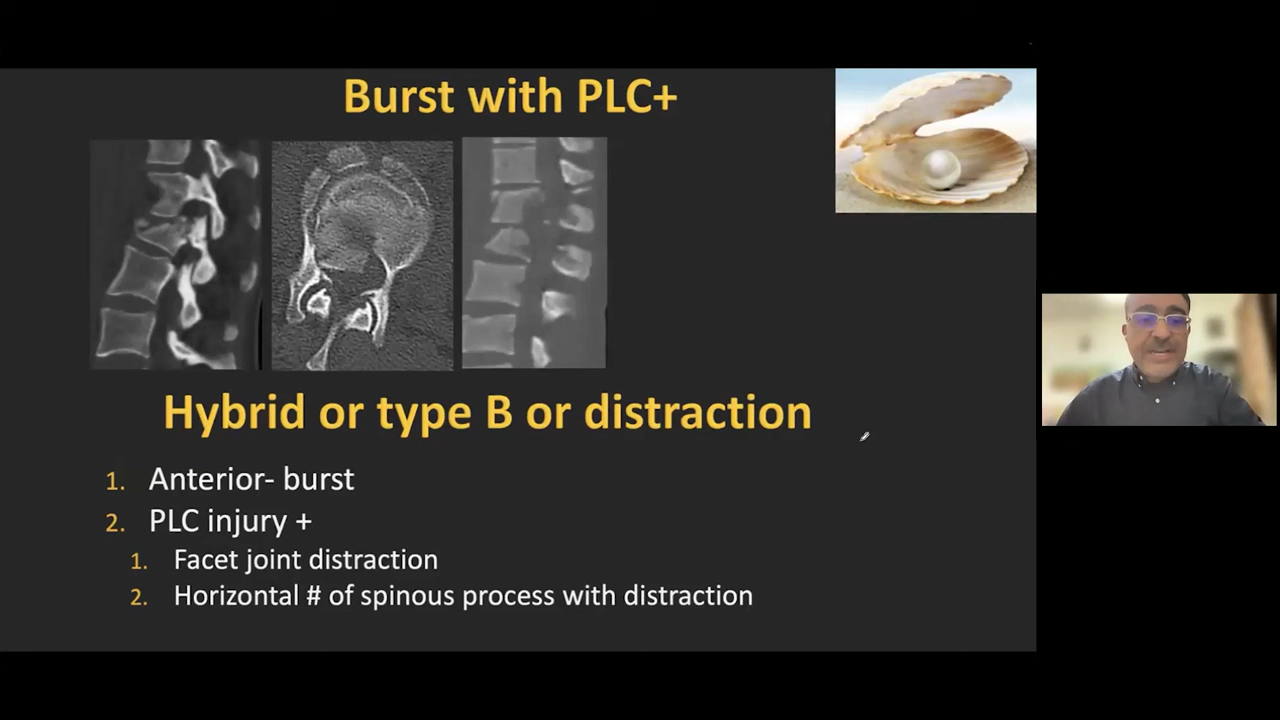 Burst with PLC+
Hybrid or type B or distraction
1. Anterior- burst
2. PLC injury +
1. Facet joint distraction
2. Horizontal # of spinous process with distraction